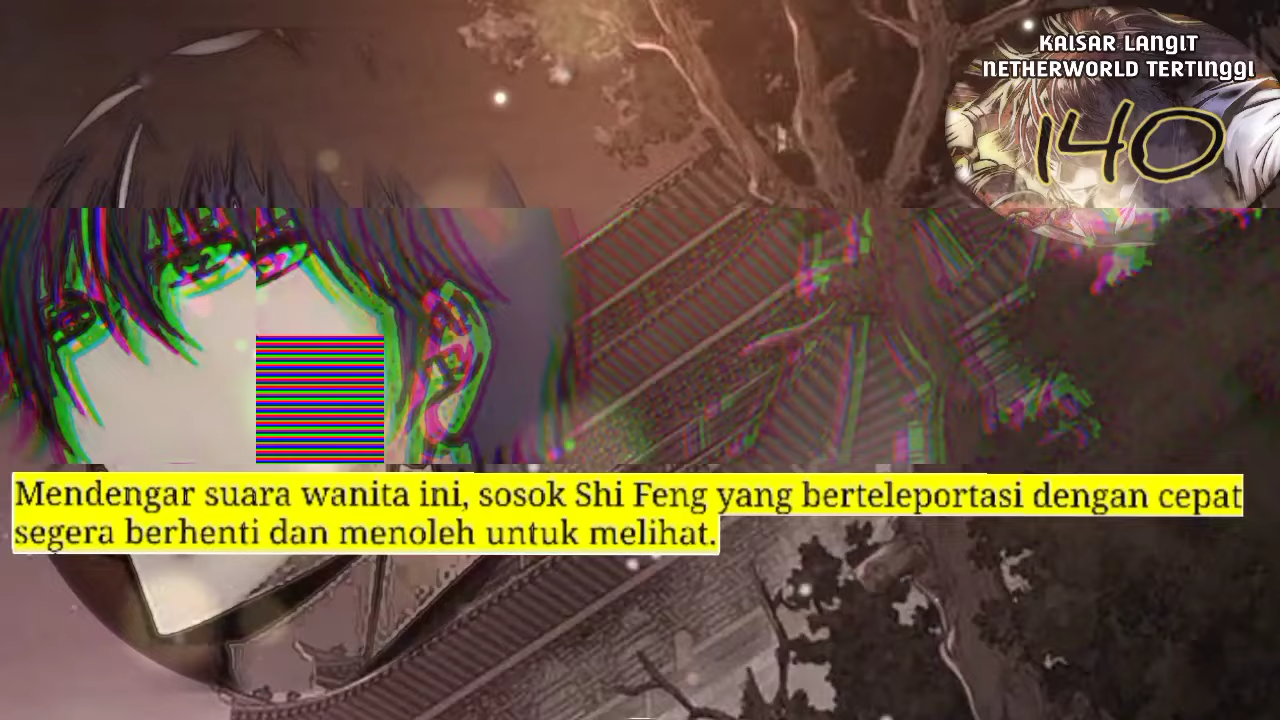 KAISAR LANGIT
NETHERWORLD TERTINGGI
140
Mendengar suara wanita ini, sosok Shi Feng yang berteleportasi dengan cepat
segera berhenti dan menoleh untuk melihat.